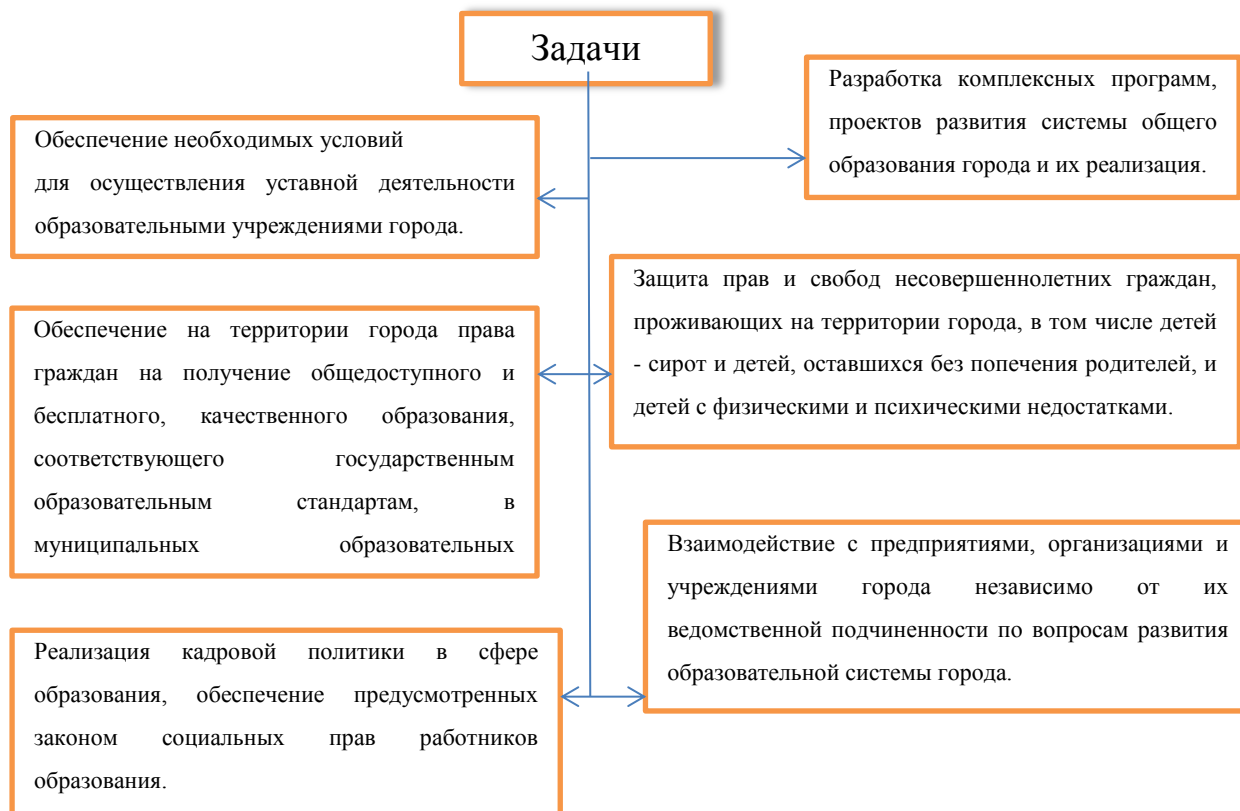 Задачи
Разработка комплексных программ,
проектов развития системы общего
образования города и их реализация.
Обеспечение необходимых условий
для осуществления уставной деятельности
образовательными учреждениями города.
Защита прав и свобод несовершеннолетних граждан,
проживающих на территории города, в том числе детей
- сирот и детей, оставшихся без попечения родителей, и
детей с физическими и психическими недостатками.
Обеспечение на территории города права
граждан на получение общедоступного и
бесплатного, качественного образования,
соответствующего государственным
образовательным стандартам, в
муниципальных образовательных
Взаимодействие с предприятиями, организациями и
учреждениями города независимо от их
ведомственной подчиненности по вопросам развития
образовательной системы города.
Реализация кадровой политики в сфере
образования, обеспечение предусмотренных
законом социальных прав работников
образования.